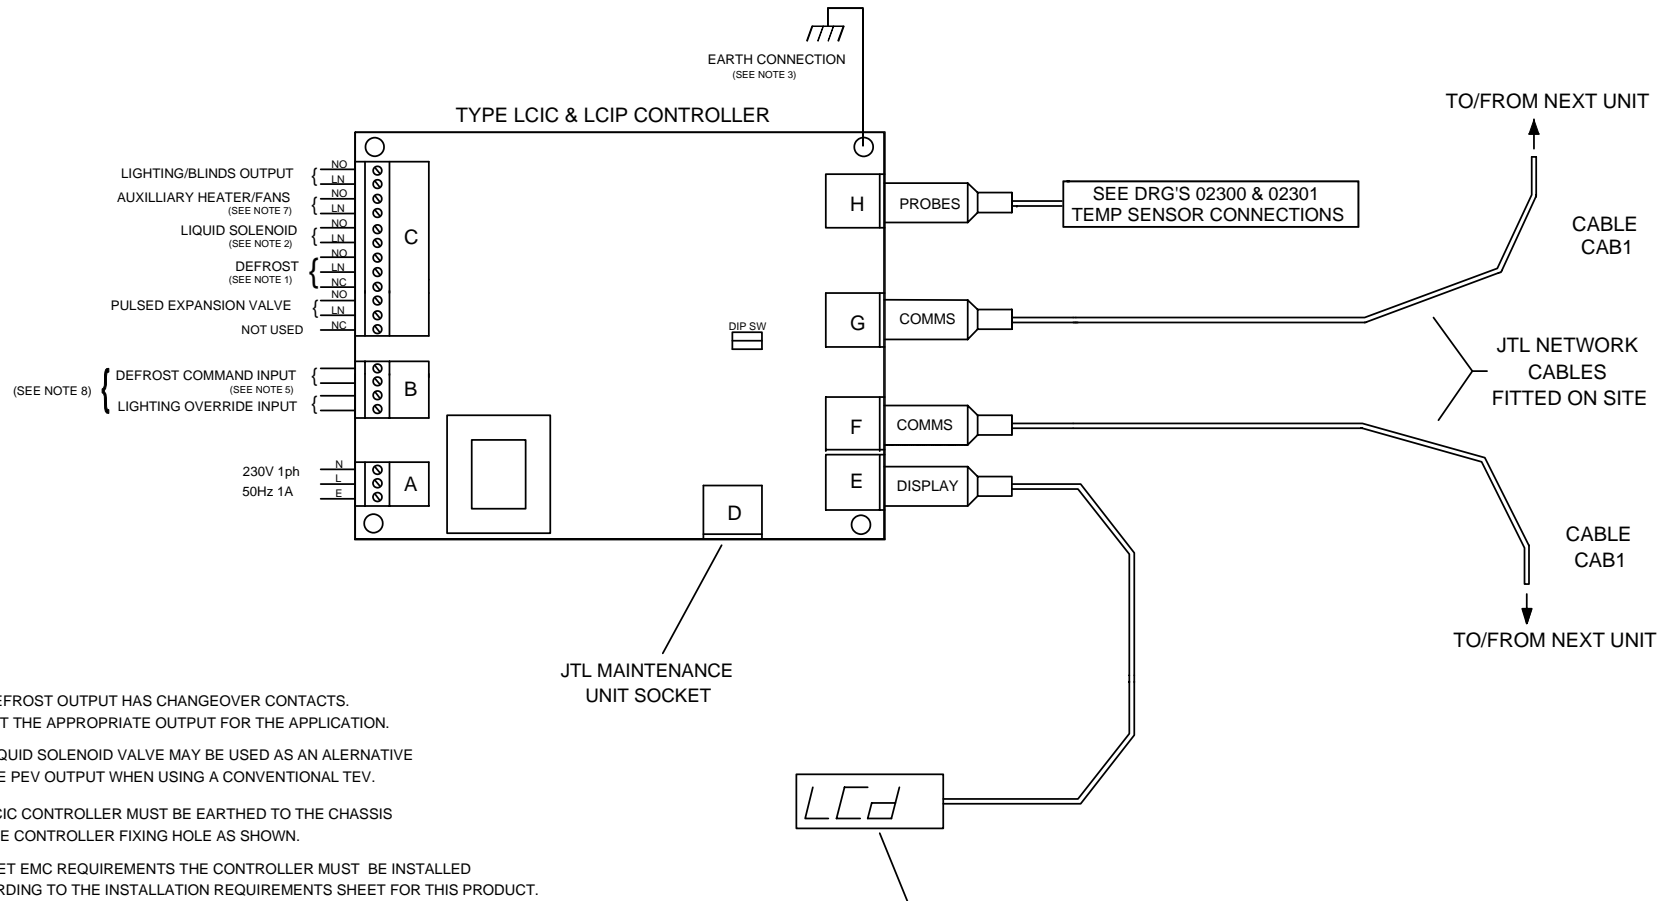 EARTH CONNECTION
(SEE NOTE 3)
TYPE LCIC & LCIP CONTROLLER
TO/FROM NEXT UNIT
LIGHTING/BLINDS OUTPUT
NO
LN
AUXILLIARY HEATER/FANS
(SEE NOTE 7)
NO
LN
LIQUID SOLENOID
(SEE NOTE 2)
NO
LN
DEFROST
(SEE NOTE 1)
NO
LN
NC
PULSED EXPANSION VALVE
NO
LN
NOT USED
NC
C
H
PROBES
SEE DRG'S 02300 & 02301
TEMP SENSOR CONNECTIONS
CABLE
CAB1
G
COMMS
DIP SW
JTL NETWORK
CABLES
FITTED ON SITE
(SEE NOTE 8)
DEFROST COMMAND INPUT
(SEE NOTE 5)
LIGHTING OVERRIDE INPUT
B
F
COMMS
230V 1ph
50Hz 1A
N
L
E
A
E
DISPLAY
D
CABLE
CAB1
TO/FROM NEXT UNIT
JTL MAINTENANCE
UNIT SOCKET
EFROST OUTPUT HAS CHANGEOVER CONTACTS.
T THE APPROPRIATE OUTPUT FOR THE APPLICATION.
QUID SOLENOID VALVE MAY BE USED AS AN ALERNATIVE
E PEV OUTPUT WHEN USING A CONVENTIONAL TEV.
CIC CONTROLLER MUST BE EARTHED TO THE CHASSIS
E CONTROLLER FIXING HOLE AS SHOWN.
ET EMC REQUIREMENTS THE CONTROLLER MUST BE INSTALLED
RDING TO THE INSTALLATION REQUIREMENTS SHEET FOR THIS PRODUCT.
LCd